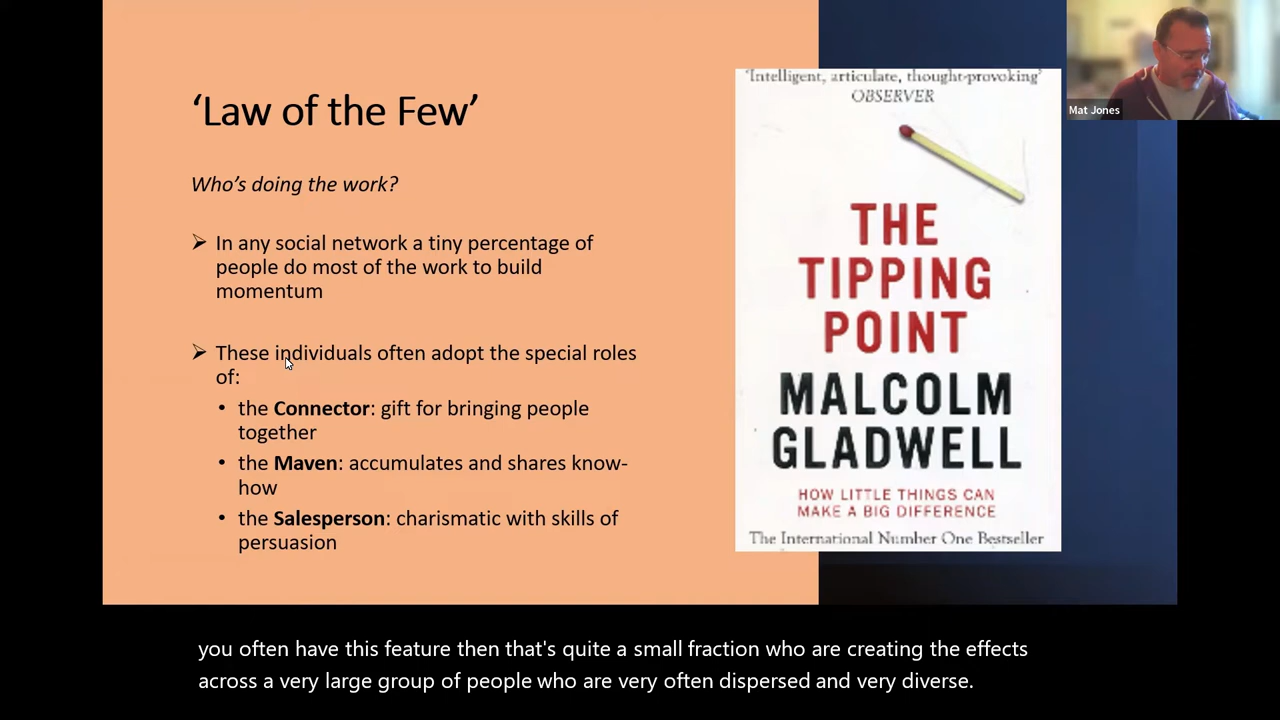 ‘Law of the Few’
Who’s doing the work?
➢ In any social network a tiny percentage of
people do most of the work to build
momentum
➢ These individuals often adopt the special roles
of:
• the Connector: gift for bringing people
together
• the Maven: accumulates and shares know-
how
• the Salesperson: charismatic with skills of
persuasion
‘Intelligent, articulate, thought-provoking’
OBSERVER
THE
TIPPING
POINT
MALCOLM
GLADWELL
HOW LITTLE THINGS CAN
MAKE A BIG DIFFERENCE
The International Number One Bestseller
Mat Jones
you often have this feature then that's quite a small fraction who are creating the effects
across a very large group of people who are very often dispersed and very diverse.